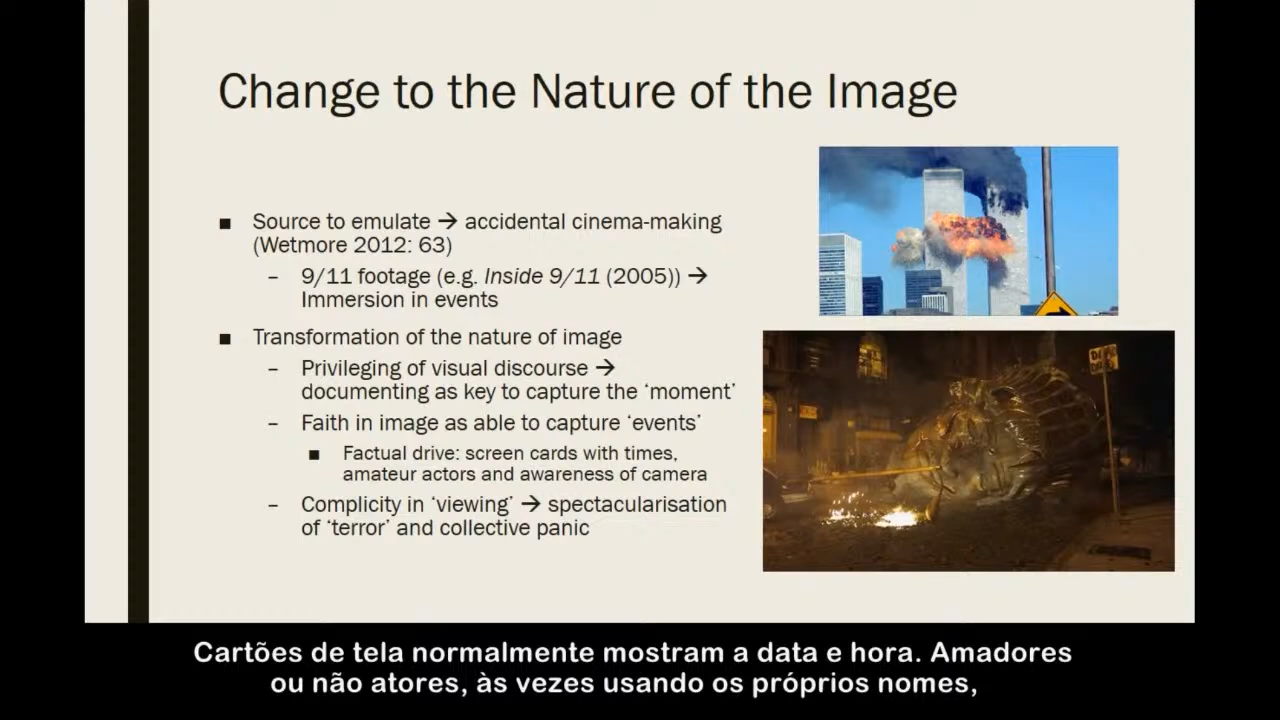 Change to the Nature of the Image
■ Source to emulate → accidental cinema-making
(Wetmore 2012: 63)
– 9/11 footage (e.g. Inside 9/11 (2005)) →
Immersion in events
■ Transformation of the nature of image
– Privileging of visual discourse →
documenting as key to capture the ‘moment’
– Faith in image as able to capture ‘events’
■ Factual drive: screen cards with times,
amateur actors and awareness of camera
– Complicity in ‘viewing’ → spectacularisation
of ‘terror’ and collective panic
Cartões de tela normalmente mostram a data e hora. Amadores
ou não atores, às vezes usando os próprios nomes,